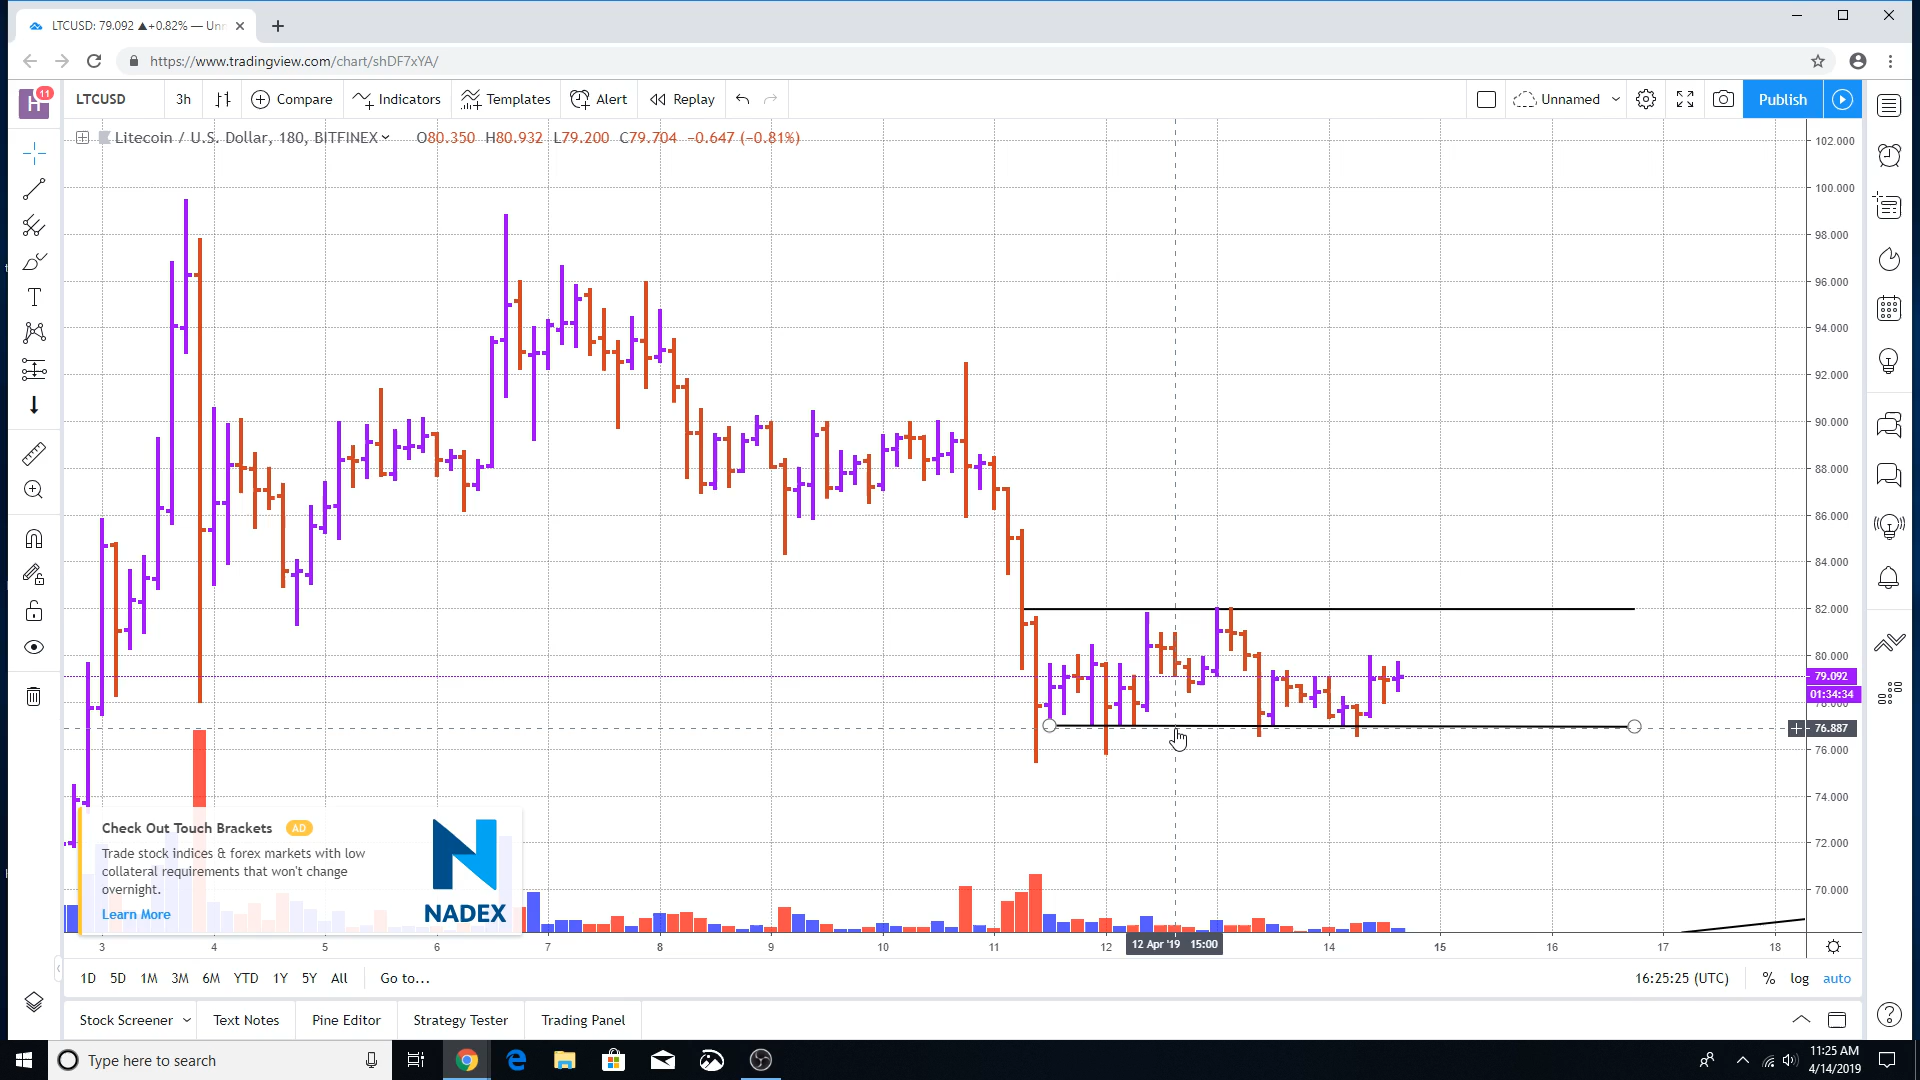 LTCUSD: 79.092 ▲+0.82% — Unn
https://www.tradingview.com/chart/shDF7xYA/
H 11
LTCUSD 3h Compare Indicators Templates Alert Replay Unnamed Publish
Litecoin / U.S. Dollar, 180, BITFINEX O80.350 H80.932 L79.200 C79.704 −0.647 (−0.81%)
102.000
100.000
98.000
96.000
94.000
92.000
90.000
88.000
86.000
84.000
82.000
80.000
79.092
01:34:34
78.000
76.887
76.000
74.000
72.000
70.000
Check Out Touch Brackets AD
Trade stock indices & forex markets with low
collateral requirements that won't change
overnight.
Learn More
NADEX
3 4 5 6 7 8 9 10 11 12 12 Apr '19 15:00 14 15 16 17 18
1D 5D 1M 3M 6M YTD 1Y 5Y All Go to... 16:25:25 (UTC) % log auto
Stock Screener Text Notes Pine Editor Strategy Tester Trading Panel
Type here to search
11:25 AM
4/14/2019